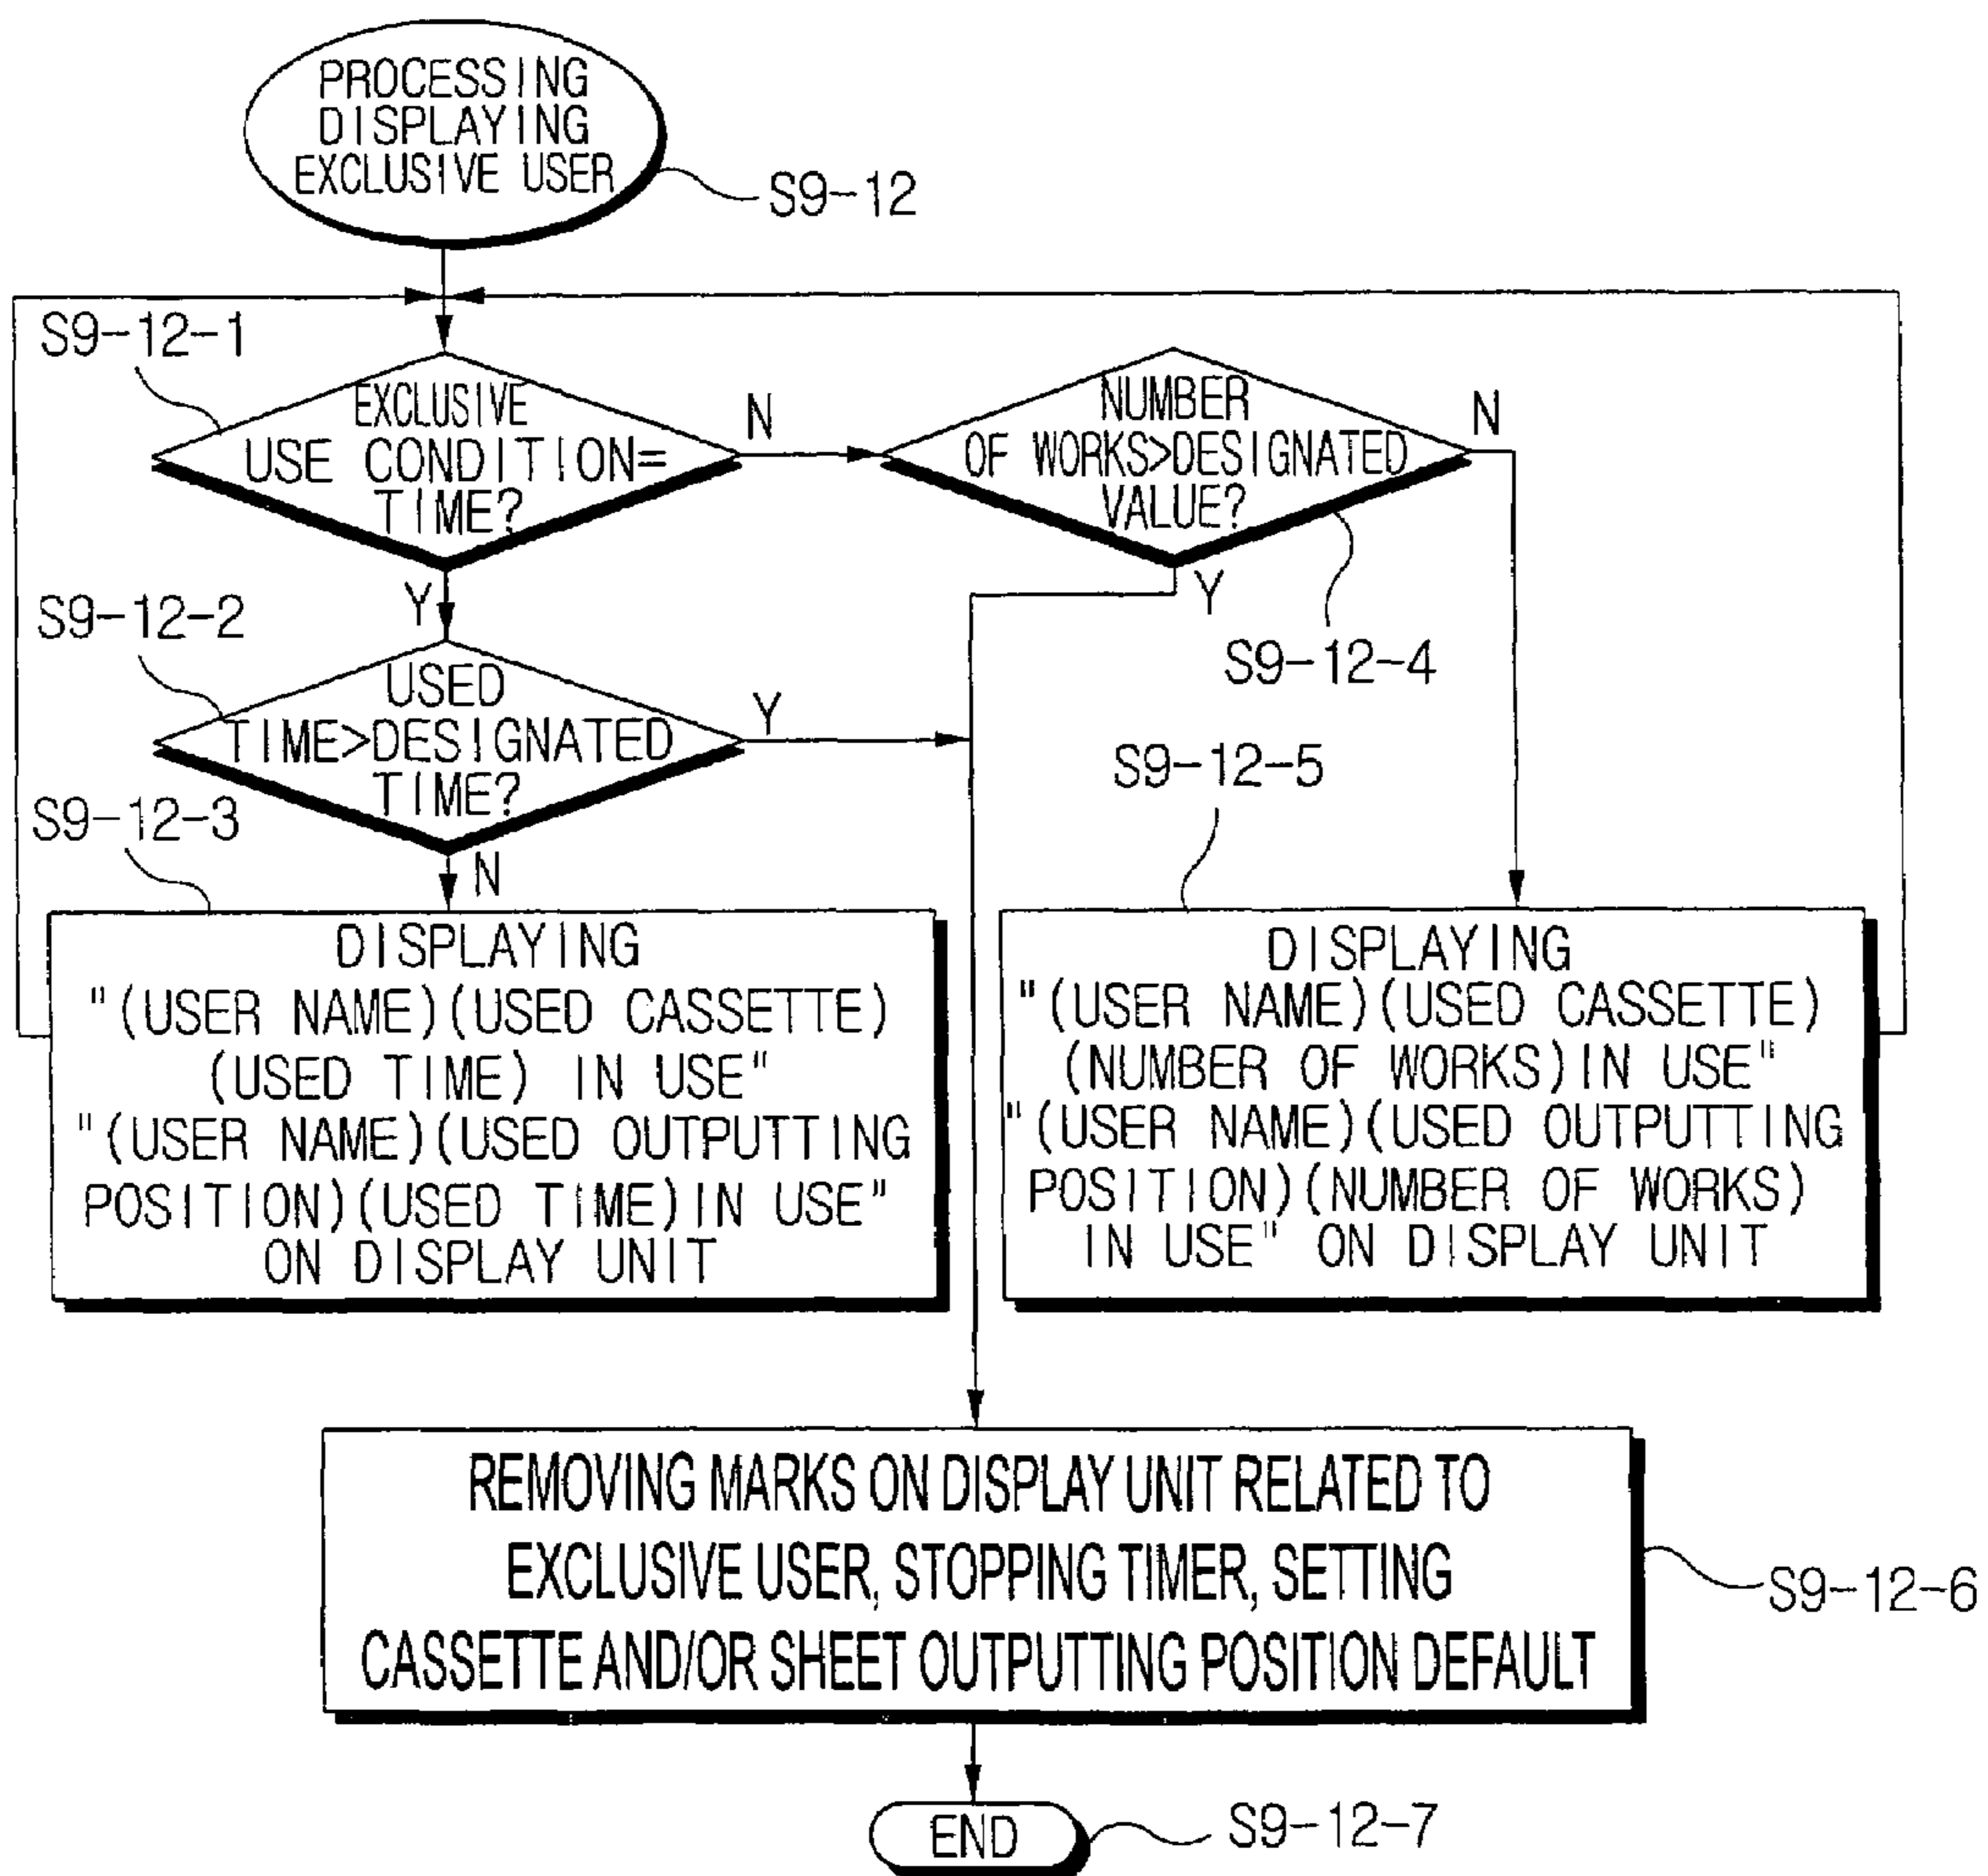 PROCESSING
DISPLAYING
EXCLUSIVE USER
S9-12
S9-12-1
EXCLUSIVE
USE CONDITION=
TIME?
N
NUMBER
OF WORKS>DESIGNATED
VALUE?
N
Y
Y
S9-12-2
S9-12-4
USED
TIME>DESIGNATED
TIME?
Y
S9-12-5
S9-12-3
N
DISPLAYING
"(USER NAME)(USED CASSETTE)
(USED TIME) IN USE"
"(USER NAME)(USED OUTPUTTING
POSITION)(USED TIME)IN USE"
ON DISPLAY UNIT
DISPLAYING
"(USER NAME)(USED CASSETTE)
(NUMBER OF WORKS)IN USE"
"(USER NAME)(USED OUTPUTTING
POSITION)(NUMBER OF WORKS)
IN USE" ON DISPLAY UNIT
REMOVING MARKS ON DISPLAY UNIT RELATED TO
EXCLUSIVE USER, STOPPING TIMER, SETTING
CASSETTE AND/OR SHEET OUTPUTTING POSITION DEFAULT
S9-12-6
END
S9-12-7